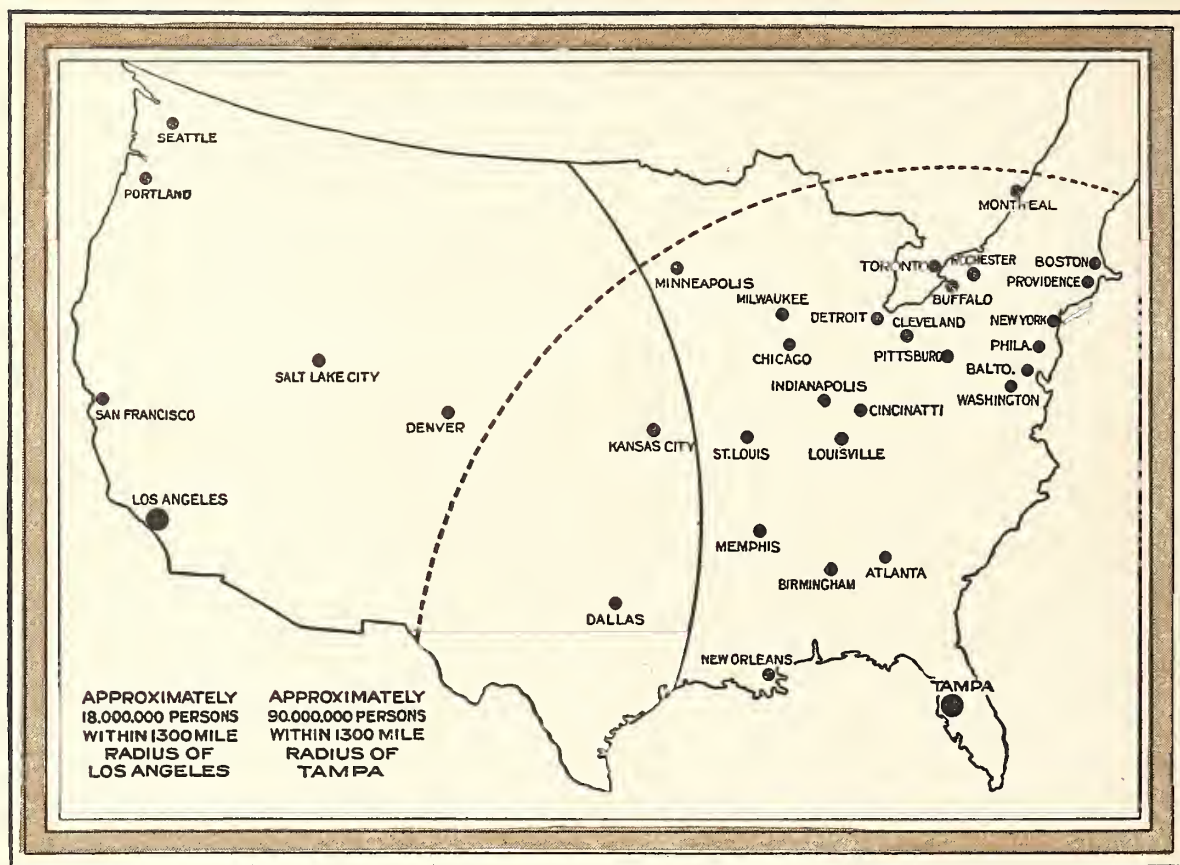 SEATTLE
PORTLAND
MONTREAL
TORONTO
ROCHESTER
BOSTON
PROVIDENCE
BUFFALO
MINNEAPOLIS
MILWAUKEE
DETROIT
CLEVELAND
NEW YORK
CHICAGO
PITTSBURG
PHILA.
BALTO.
SALT LAKE CITY
INDIANAPOLIS
WASHINGTON
SAN FRANCISCO
DENVER
CINCINATTI
KANSAS CITY
ST. LOUIS
LOUISVILLE
LOS ANGELES
MEMPHIS
BIRMINGHAM
ATLANTA
DALLAS
NEW ORLEANS
TAMPA
APPROXIMATELY
18.000.000 PERSONS
WITHIN 1300 MILE
RADIUS OF
LOS ANGELES
APPROXIMATELY
90.000.000 PERSONS
WITHIN 1300 MILE
RADIUS OF
TAMPA